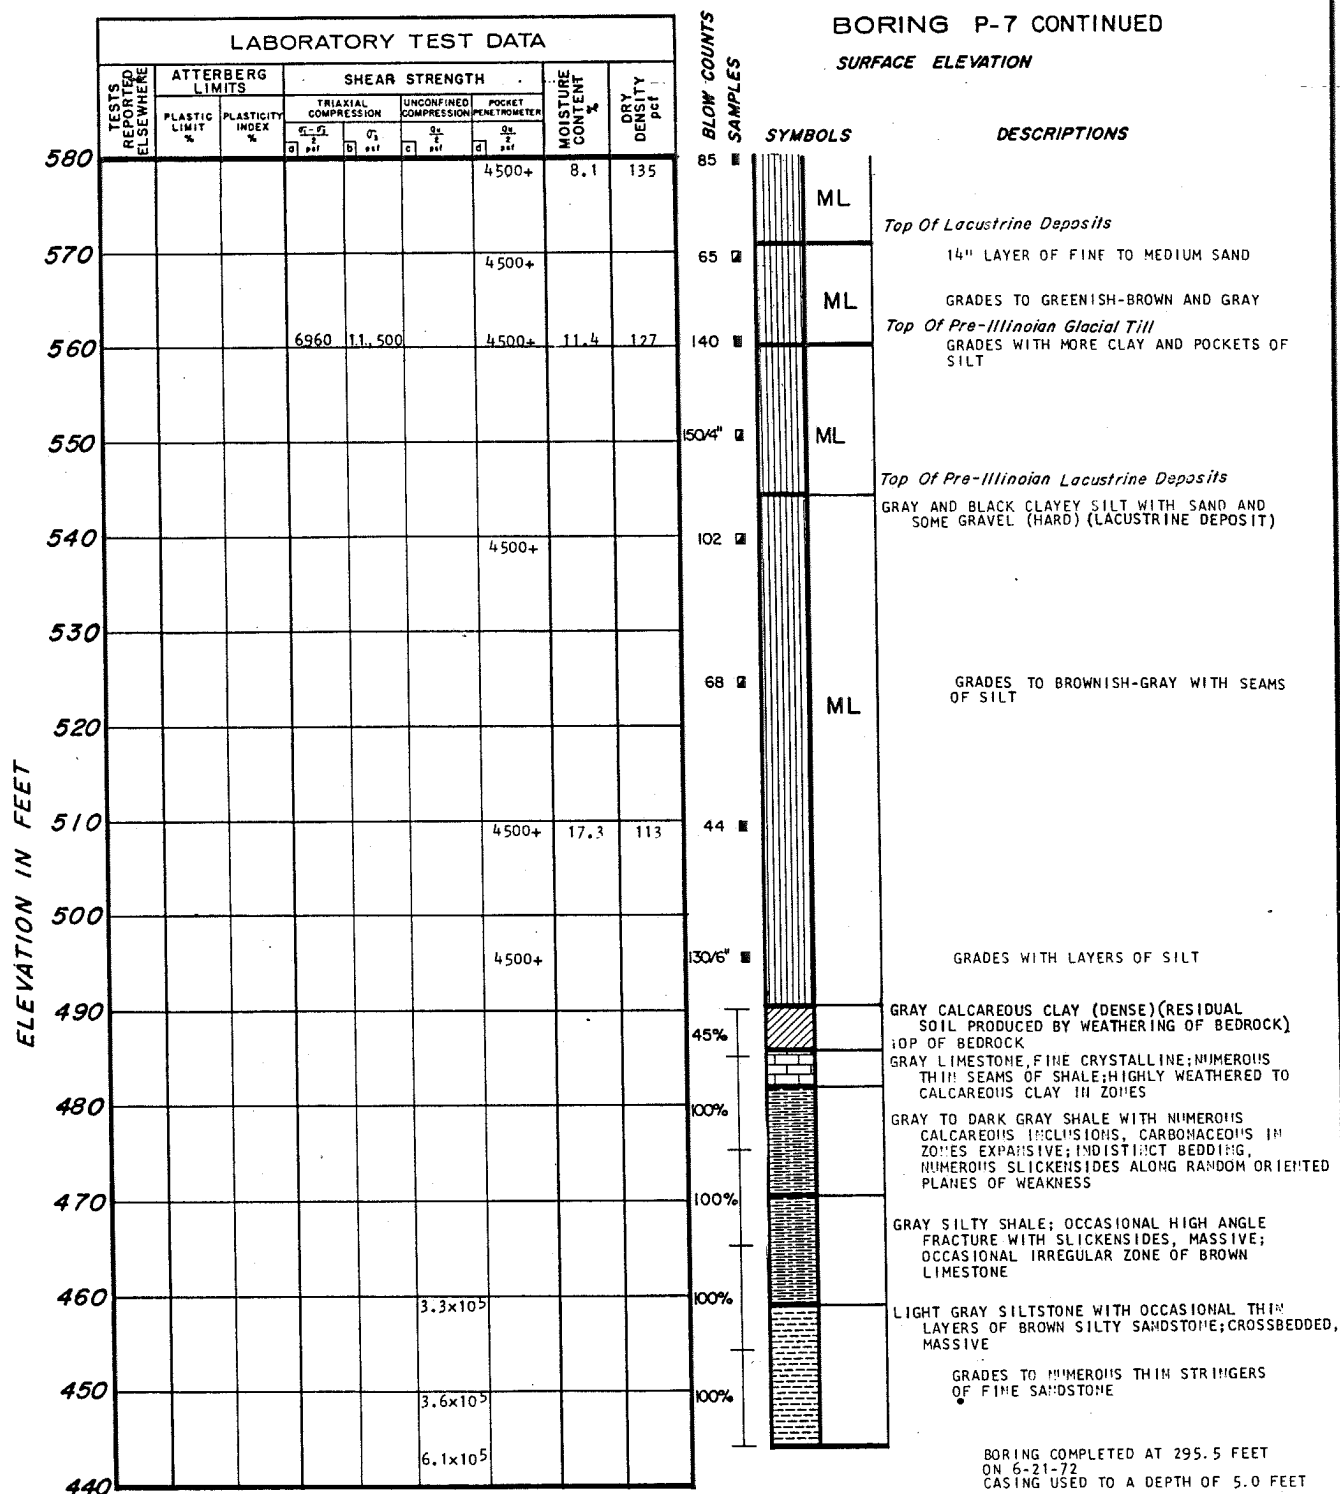 BORING P-7 CONTINUED
SURFACE ELEVATION
LABORATORY TEST DATA
TESTS REPORTED ELSEWHERE
ATTERBERG LIMITS
PLASTIC LIMIT %
PLASTICITY INDEX %
SHEAR STRENGTH
TRIAXIAL COMPRESSION
UNCONFINED COMPRESSION
POCKET PENETROMETER
a psf
b psf
c psf
d psf
MOISTURE CONTENT %
DRY DENSITY pcf
BLOW COUNTS
SAMPLES
SYMBOLS
DESCRIPTIONS
ELEVATION IN FEET
580
4500+ 8.1 135
85
ML
Top Of Lacustrine Deposits
570
4500+
65
14" LAYER OF FINE TO MEDIUM SAND
ML
GRADES TO GREENISH-BROWN AND GRAY
Top Of Pre-Illinoian Glacial Till
560
6960 11,500 4500+ 11.4 127
140
GRADES WITH MORE CLAY AND POCKETS OF
SILT
550
150/4"
ML
Top Of Pre-Illinoian Lacustrine Deposits
GRAY AND BLACK CLAYEY SILT WITH SAND AND
SOME GRAVEL (HARD) (LACUSTRINE DEPOSIT)
540
4500+
102
530
68
GRADES TO BROWNISH-GRAY WITH SEAMS
OF SILT
ML
520
510
4500+ 17.3 113
44
500
4500+
130/6"
GRADES WITH LAYERS OF SILT
490
45%
GRAY CALCAREOUS CLAY (DENSE)(RESIDUAL
SOIL PRODUCED BY WEATHERING OF BEDROCK)
TOP OF BEDROCK
GRAY LIMESTONE, FINE CRYSTALLINE; NUMEROUS
THIN SEAMS OF SHALE; HIGHLY WEATHERED TO
CALCAREOUS CLAY IN ZONES
480
100%
GRAY TO DARK GRAY SHALE WITH NUMEROUS
CALCAREOUS INCLUSIONS, CARBONACEOUS IN
ZONES EXPANSIVE; INDISTINCT BEDDING,
NUMEROUS SLICKENSIDES ALONG RANDOM ORIENTED
PLANES OF WEAKNESS
470
100%
GRAY SILTY SHALE; OCCASIONAL HIGH ANGLE
FRACTURE WITH SLICKENSIDES, MASSIVE;
OCCASIONAL IRREGULAR ZONE OF BROWN
LIMESTONE
460
3.3x10⁵
100%
LIGHT GRAY SILTSTONE WITH OCCASIONAL THIN
LAYERS OF BROWN SILTY SANDSTONE; CROSSBEDDED,
MASSIVE
450
3.6x10⁵
100%
GRADES TO NUMEROUS THIN STRINGERS
OF FINE SANDSTONE
6.1x10⁵
440
BORING COMPLETED AT 295.5 FEET
ON 6-21-72
CASING USED TO A DEPTH OF 5.0 FEET